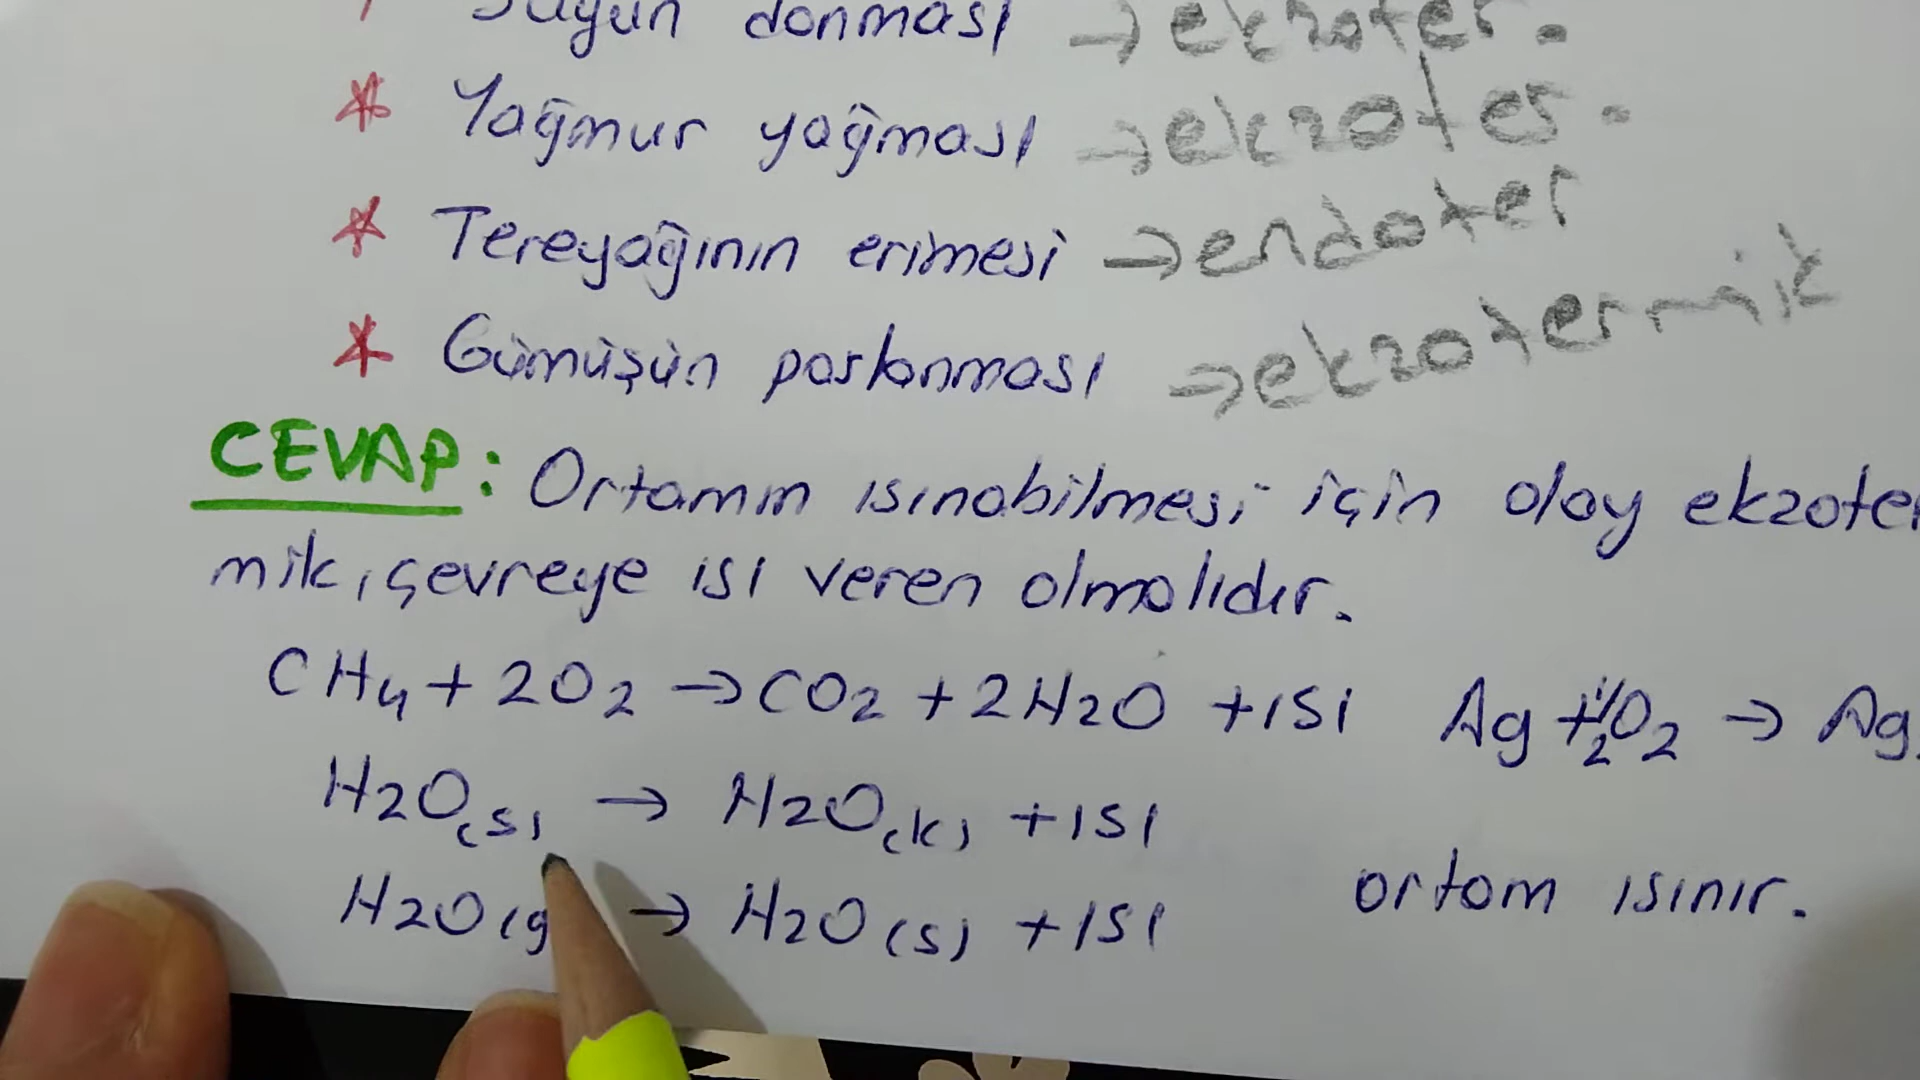 Suyun donması → ekzoter.
* Yağmur yağması → ekzoter.
* Tereyağının erimesi → endoter
* Gümüşün paslanması → ekzotermik
CEVAP: Ortamın ısınabilmesi için olay ekzoter
mik, çevreye ısı veren olmalıdır.
CH4 + 2O2 → CO2 + 2H2O + ısı Ag + 1/2 O2 → Ag
H2O(s) → H2O(k) + ısı
H2O(g → H2O(s) + ısı ortam ısınır.